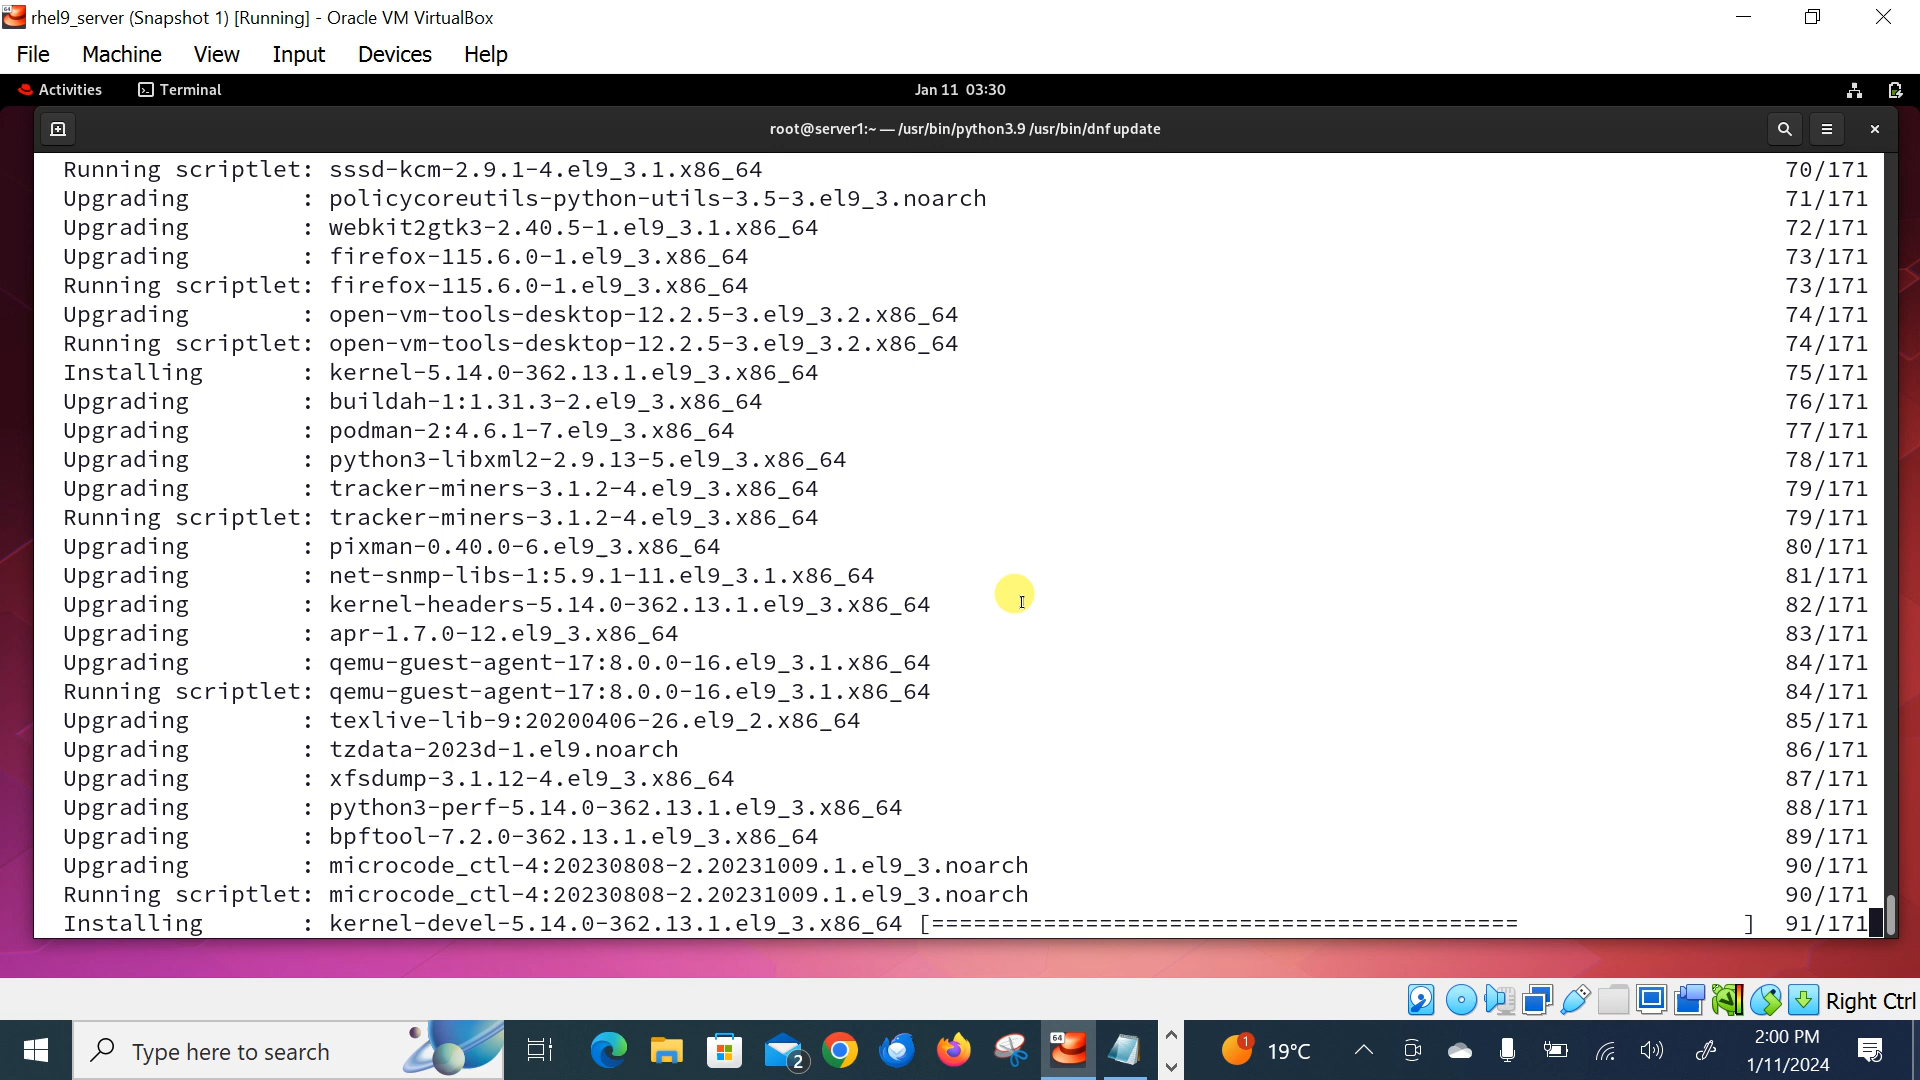 rhel9_server (Snapshot 1) [Running] - Oracle VM VirtualBox
File Machine View Input Devices Help
Activities Terminal Jan 11 03:30
root@server1:~ — /usr/bin/python3.9 /usr/bin/dnf update
Running scriptlet: sssd-kcm-2.9.1-4.el9_3.1.x86_64 70/171
Upgrading : policycoreutils-python-utils-3.5-3.el9_3.noarch 71/171
Upgrading : webkit2gtk3-2.40.5-1.el9_3.1.x86_64 72/171
Upgrading : firefox-115.6.0-1.el9_3.x86_64 73/171
Running scriptlet: firefox-115.6.0-1.el9_3.x86_64 73/171
Upgrading : open-vm-tools-desktop-12.2.5-3.el9_3.2.x86_64 74/171
Running scriptlet: open-vm-tools-desktop-12.2.5-3.el9_3.2.x86_64 74/171
Installing : kernel-5.14.0-362.13.1.el9_3.x86_64 75/171
Upgrading : buildah-1:1.31.3-2.el9_3.x86_64 76/171
Upgrading : podman-2:4.6.1-7.el9_3.x86_64 77/171
Upgrading : python3-libxml2-2.9.13-5.el9_3.x86_64 78/171
Upgrading : tracker-miners-3.1.2-4.el9_3.x86_64 79/171
Running scriptlet: tracker-miners-3.1.2-4.el9_3.x86_64 79/171
Upgrading : pixman-0.40.0-6.el9_3.x86_64 80/171
Upgrading : net-snmp-libs-1:5.9.1-11.el9_3.1.x86_64 81/171
Upgrading : kernel-headers-5.14.0-362.13.1.el9_3.x86_64 82/171
Upgrading : apr-1.7.0-12.el9_3.x86_64 83/171
Upgrading : qemu-guest-agent-17:8.0.0-16.el9_3.1.x86_64 84/171
Running scriptlet: qemu-guest-agent-17:8.0.0-16.el9_3.1.x86_64 84/171
Upgrading : texlive-lib-9:20200406-26.el9_2.x86_64 85/171
Upgrading : tzdata-2023d-1.el9.noarch 86/171
Upgrading : xfsdump-3.1.12-4.el9_3.x86_64 87/171
Upgrading : python3-perf-5.14.0-362.13.1.el9_3.x86_64 88/171
Upgrading : bpftool-7.2.0-362.13.1.el9_3.x86_64 89/171
Upgrading : microcode_ctl-4:20230808-2.20231009.1.el9_3.noarch 90/171
Running scriptlet: microcode_ctl-4:20230808-2.20231009.1.el9_3.noarch 90/171
Installing : kernel-devel-5.14.0-362.13.1.el9_3.x86_64 [========================================== ] 91/171
Right Ctrl
Type here to search 2 64 1 19°C 2:00 PM
1/11/2024